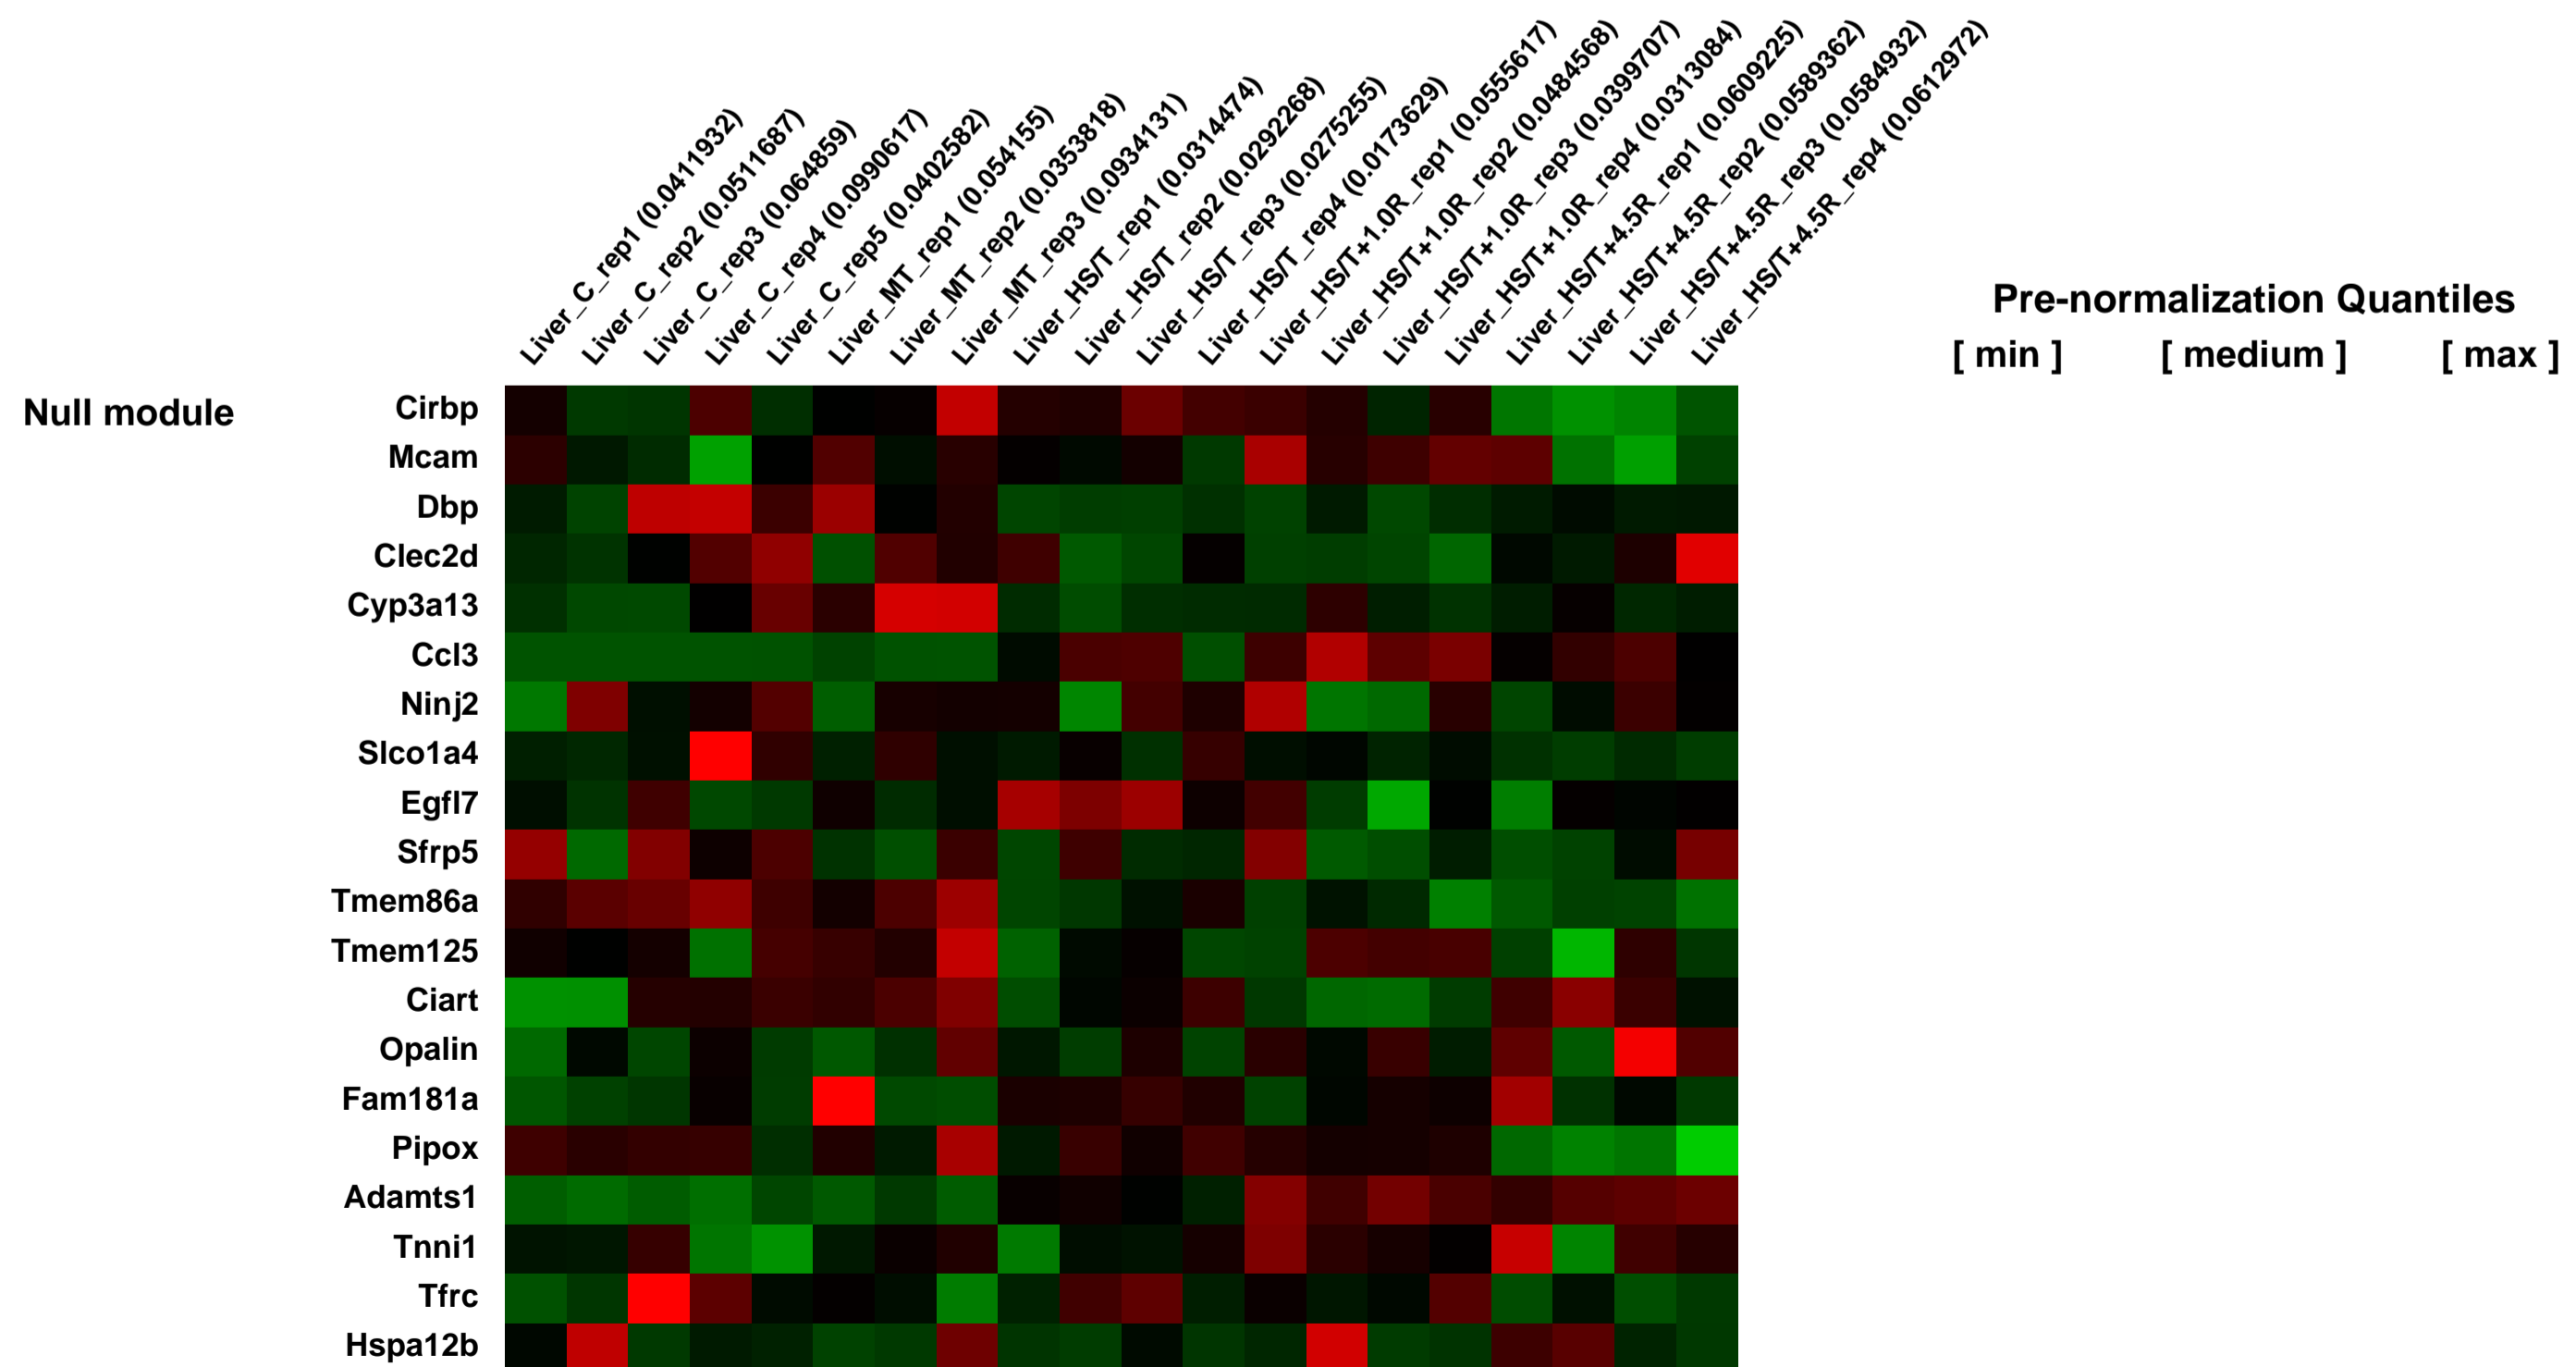 Liver_C_rep1 (0.0411932)
Liver_C_rep2 (0.0511687)
Liver_C_rep3 (0.064859)
Liver_C_rep4 (0.0990617)
Liver_C_rep5 (0.0402582)
Liver_MT_rep1 (0.054155)
Liver_MT_rep2 (0.0353818)
Liver_MT_rep3 (0.0934131)
Liver_HS/T_rep1 (0.0314474)
Liver_HS/T_rep2 (0.0292268)
Liver_HS/T_rep3 (0.0275255)
Liver_HS/T_rep4 (0.0173629)
Liver_HS/T+1.0R_rep1 (0.0555617)
Liver_HS/T+1.0R_rep2 (0.0484568)
Liver_HS/T+1.0R_rep3 (0.0399707)
Liver_HS/T+1.0R_rep4 (0.0313084)
Liver_HS/T+4.5R_rep1 (0.0609225)
Liver_HS/T+4.5R_rep2 (0.0589362)
Liver_HS/T+4.5R_rep3 (0.0584932)
Liver_HS/T+4.5R_rep4 (0.0612972)
Pre-normalization Quantiles
[ min ] [ medium ] [ max ]
Null module
Cirbp
Mcam
Dbp
Clec2d
Cyp3a13
Ccl3
Ninj2
Slco1a4
Egfl7
Sfrp5
Tmem86a
Tmem125
Ciart
Opalin
Fam181a
Pipox
Adamts1
Tnni1
Tfrc
Hspa12b